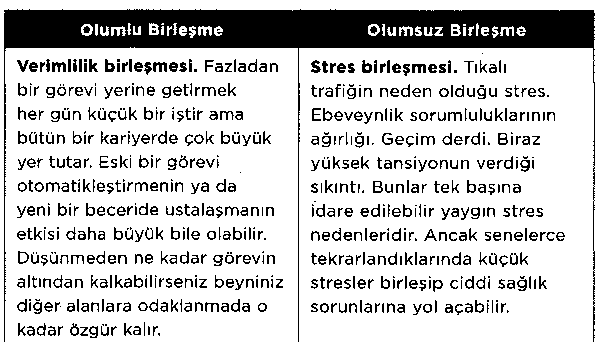 Olumlu Birleşme
Olumsuz Birleşme
Verimlilik birleşmesi. Fazladan
bir görevi yerine getirmek
her gün küçük bir iştir ama
bütün bir kariyerde çok büyük
yer tutar. Eski bir görevi
otomatikleştirmenin ya da
yeni bir beceride ustalaşmanın
etkisi daha büyük bile olabilir.
Düşünmeden ne kadar görevin
altından kalkabilirseniz beyniniz
diğer alanlara odaklanmada o
kadar özgür kalır.
Stres birleşmesi. Tıkalı
trafiğin neden olduğu stres.
Ebeveynlik sorumluluklarının
ağırlığı. Geçim derdi. Biraz
yüksek tansiyonun verdiği
sıkıntı. Bunlar tek başına
idare edilebilir yaygın stres
nedenleridir. Ancak senelerce
tekrarlandıklarında küçük
stresler birleşip ciddi sağlık
sorunlarına yol açabilir.